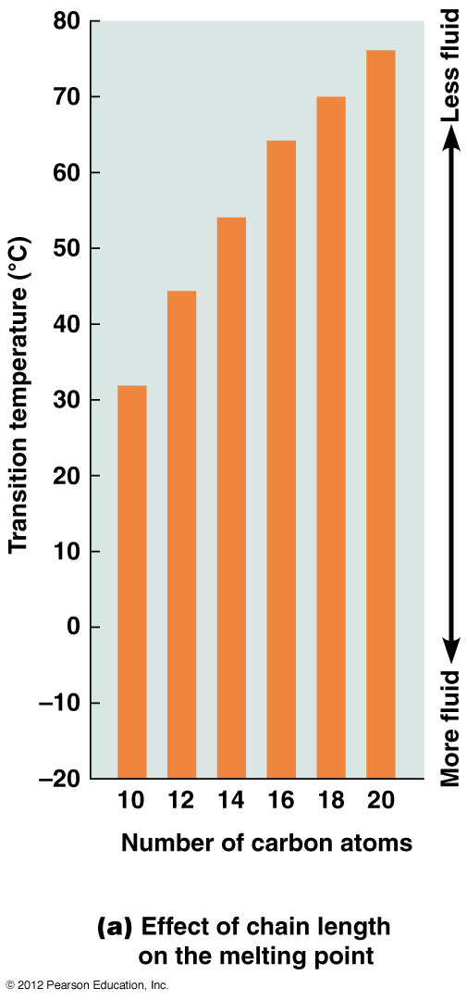 80
70
60
50
40
30
20
10
0
–10
–20
Transition temperature (°C)
10 12 14 16 18 20
Number of carbon atoms
Less fluid
More fluid
(a) Effect of chain length
on the melting point
© 2012 Pearson Education, Inc.